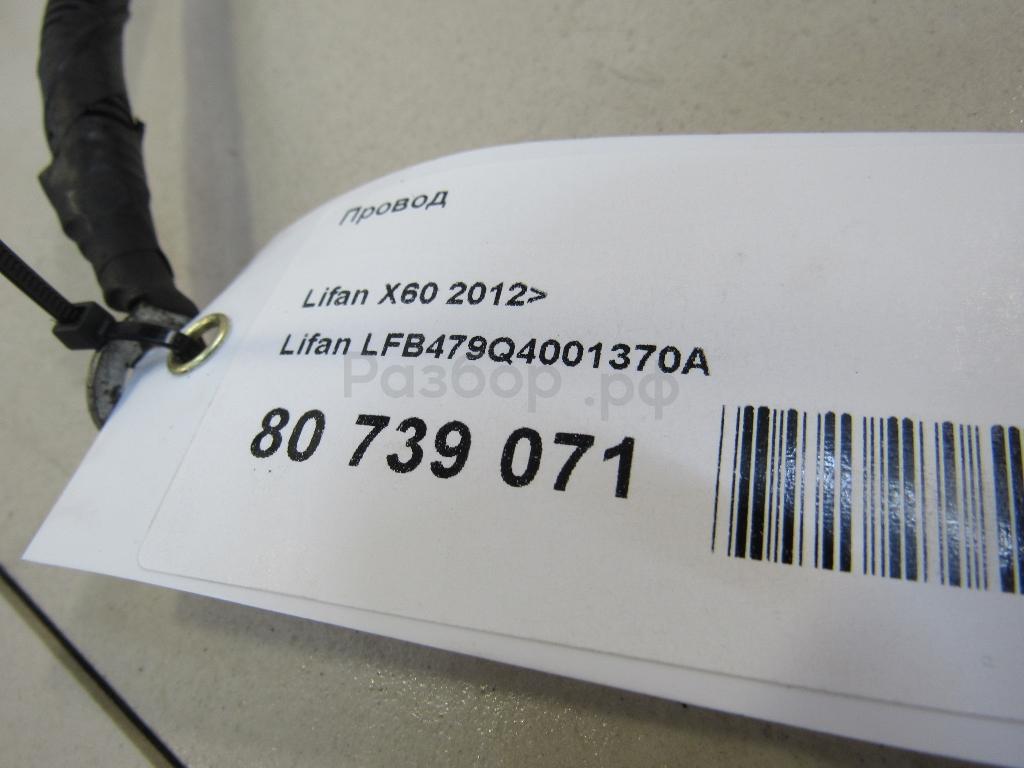 Провод
Lifan X60 2012>
Lifan LFB479Q4001370A
Разбор.рф
80 739 071